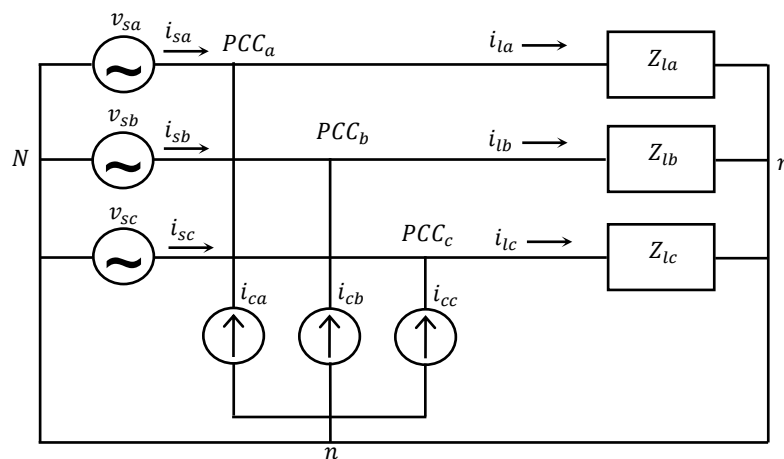 v_sa
i_sa
PCC_a
i_la
Z_la
v_sb
i_sb
PCC_b
i_lb
Z_lb
N
n
v_sc
i_sc
PCC_c
i_lc
Z_lc
i_ca
i_cb
i_cc
n